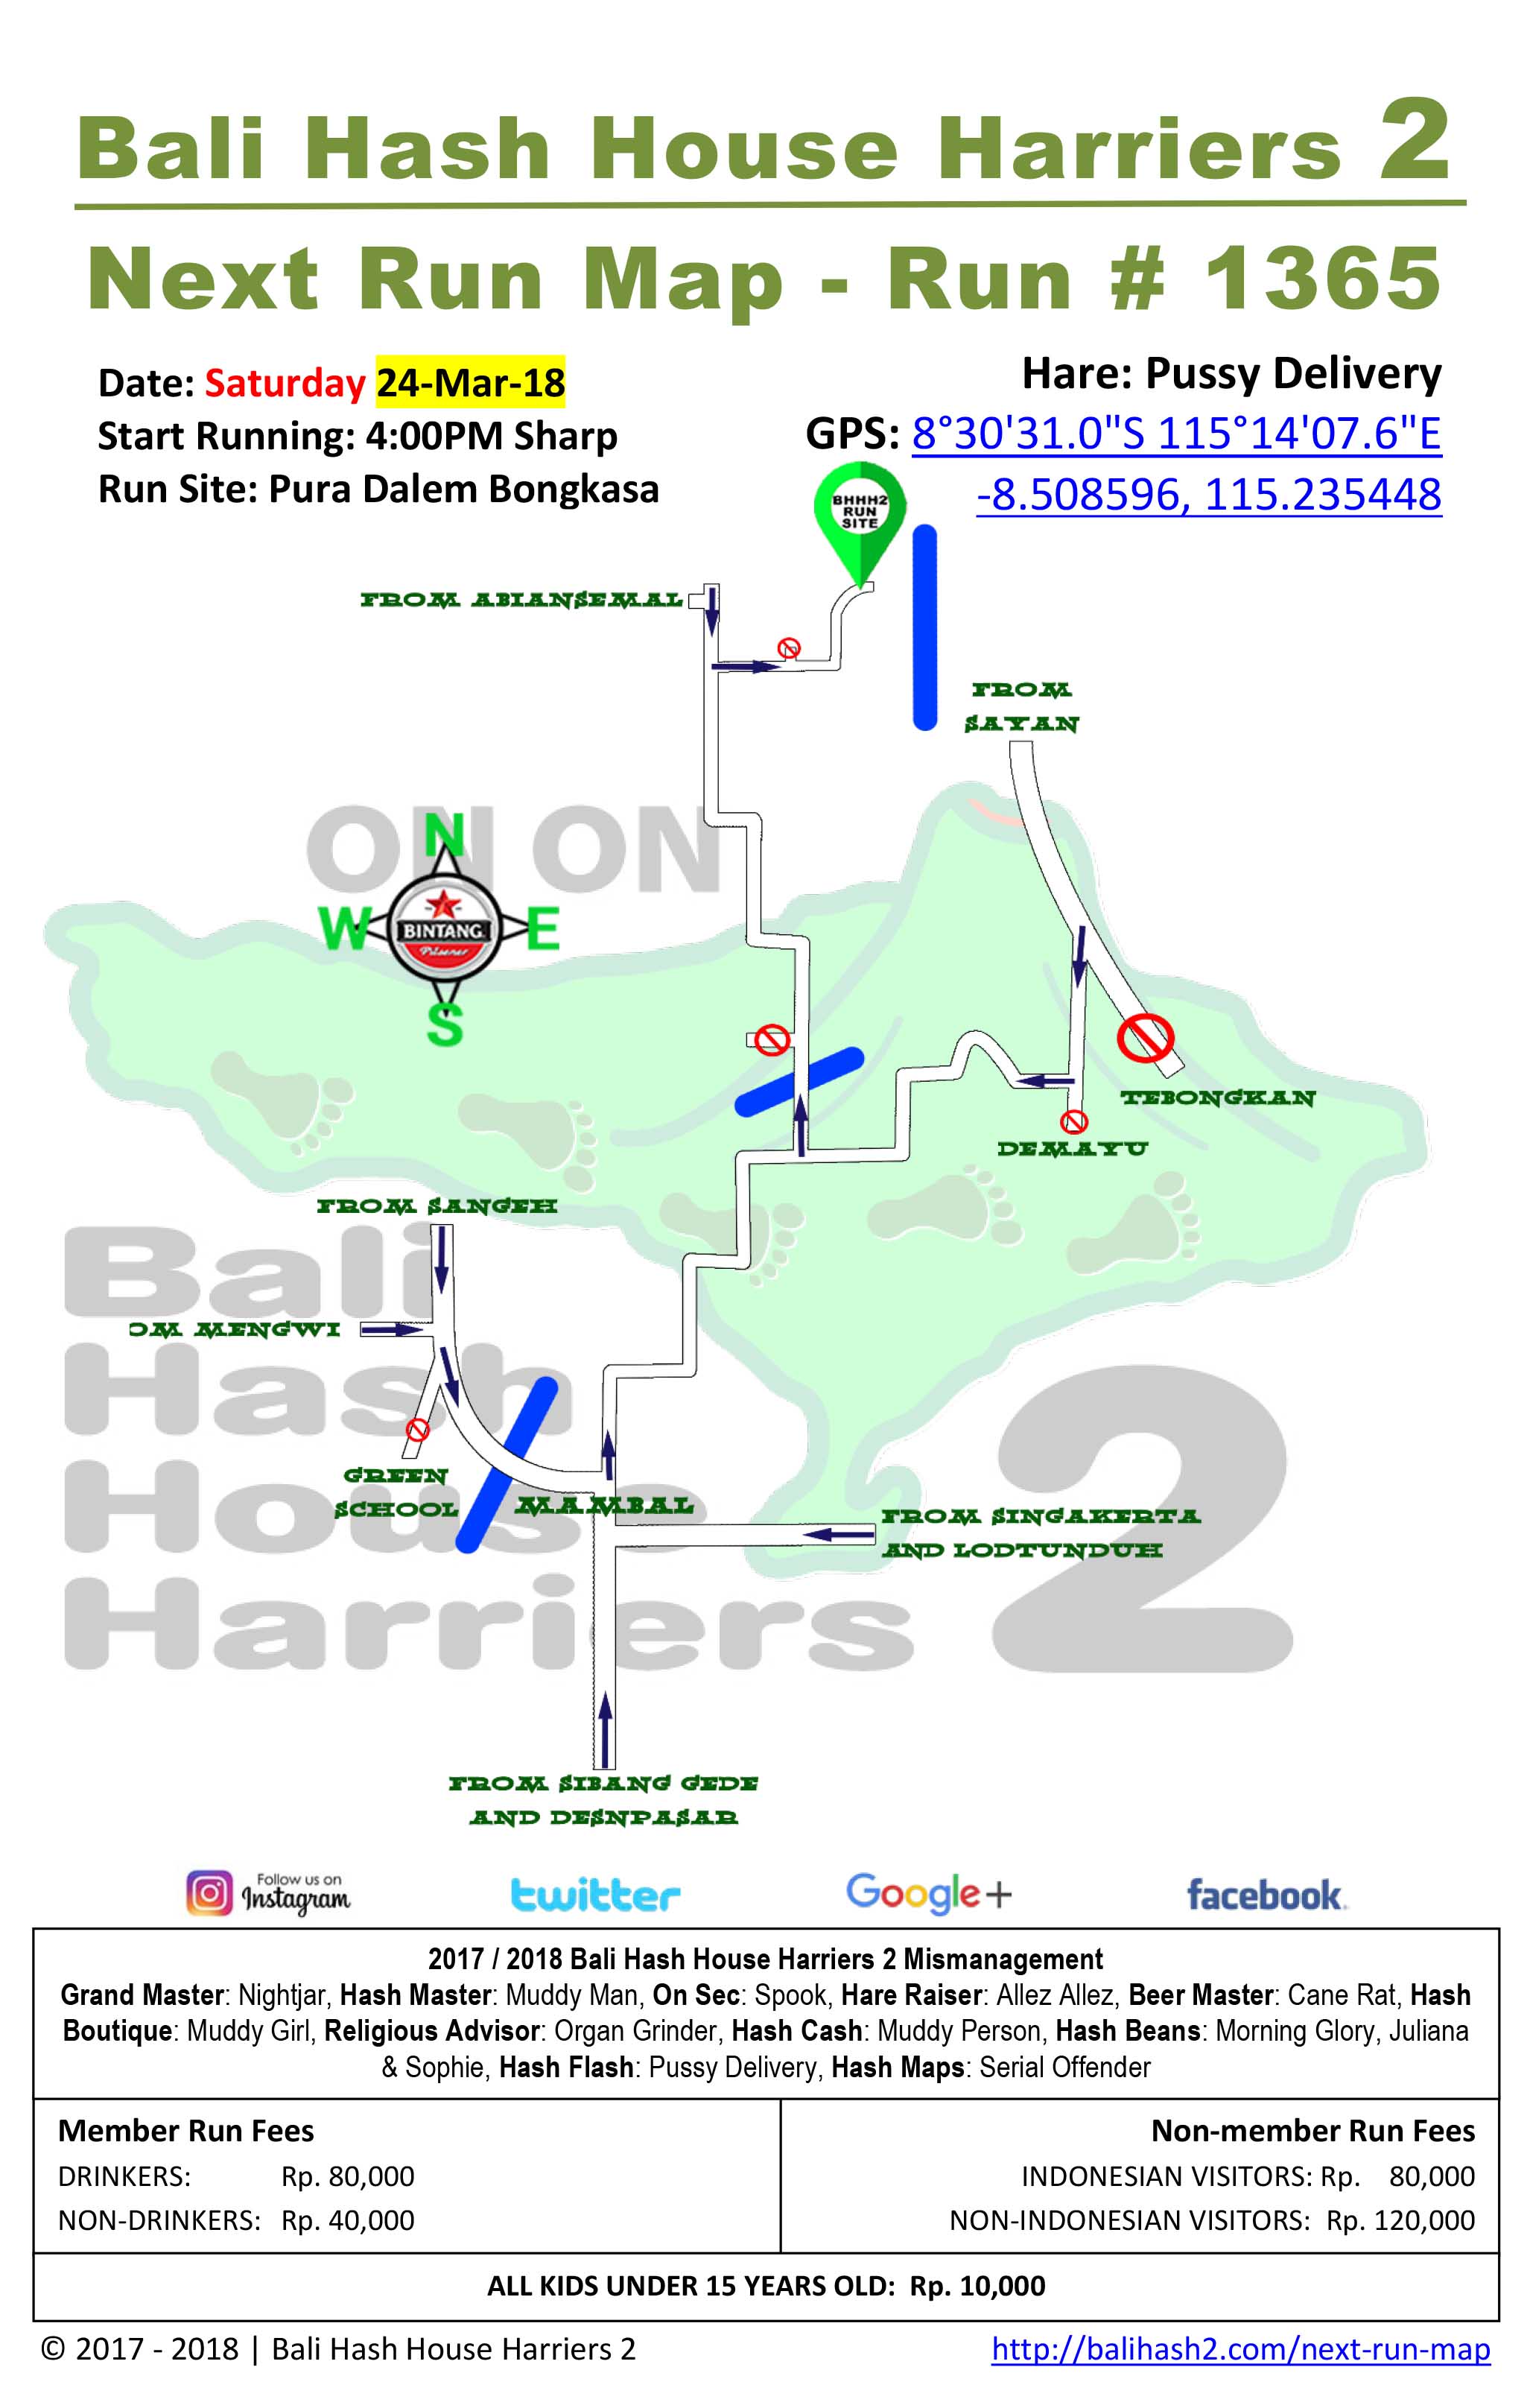 Bali Hash House Harriers 2
Next Run Map - Run # 1365
Date: Saturday 24-Mar-18
Start Running: 4:00PM Sharp
Run Site: Pura Dalem Bongkasa
Hare: Pussy Delivery
GPS: 8°30'31.0"S 115°14'07.6"E
-8.508596, 115.235448
BHHH2
RUN
SITE
FROM ABIANSEMAL
FROM
SAYAN
ON ON
N
W
E
S
BINTANG
Pilsener
TEBONGKAN
DEMAYU
FROM SANGEH
OM MENGWI
GREEN
SCHOOL
MAMBAL
FROM SINGAKERTA
AND LODTUNDUH
Bali
Hash
House
Harriers 2
FROM SIBANG GEDE
AND DESNPASAR
Follow us on
Instagram
twitter
Google+
facebook
2017 / 2018 Bali Hash House Harriers 2 Mismanagement
Grand Master: Nightjar, Hash Master: Muddy Man, On Sec: Spook, Hare Raiser: Allez Allez, Beer Master: Cane Rat, Hash
Boutique: Muddy Girl, Religious Advisor: Organ Grinder, Hash Cash: Muddy Person, Hash Beans: Morning Glory, Juliana
& Sophie, Hash Flash: Pussy Delivery, Hash Maps: Serial Offender
Member Run Fees
DRINKERS: Rp. 80,000
NON-DRINKERS: Rp. 40,000
Non-member Run Fees
INDONESIAN VISITORS: Rp. 80,000
NON-INDONESIAN VISITORS: Rp. 120,000
ALL KIDS UNDER 15 YEARS OLD: Rp. 10,000
© 2017 - 2018 | Bali Hash House Harriers 2
http://balihash2.com/next-run-map